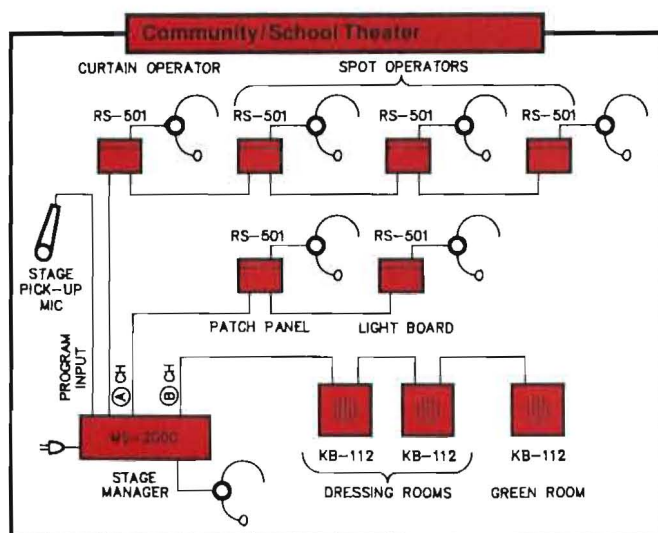 Community/School Theater
CURTAIN OPERATOR
SPOT OPERATORS
RS-501
RS-501
RS-501
RS-501
STAGE
PICK-UP
MIC
RS-501
RS-501
PATCH PANEL
LIGHT BOARD
PROGRAM
INPUT
A CH
B CH
MS-2000
STAGE
MANAGER
KB-112
KB-112
KB-112
DRESSING ROOMS
GREEN ROOM